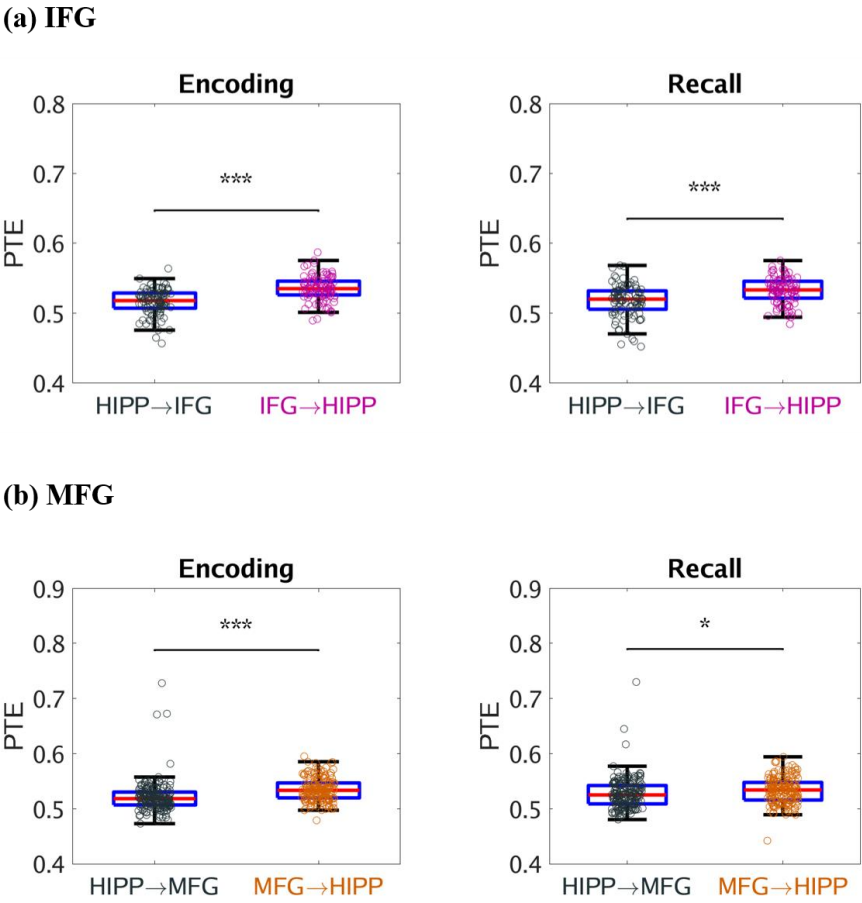 (a) IFG
Encoding
Recall
0.8
0.7
0.6
0.5
0.4
PTE
***
HIPP→IFG
IFG→HIPP
0.8
0.7
0.6
0.5
0.4
PTE
***
HIPP→IFG
IFG→HIPP
(b) MFG
Encoding
Recall
0.9
0.8
0.7
0.6
0.5
0.4
PTE
***
HIPP→MFG
MFG→HIPP
0.9
0.8
0.7
0.6
0.5
0.4
PTE
*
HIPP→MFG
MFG→HIPP